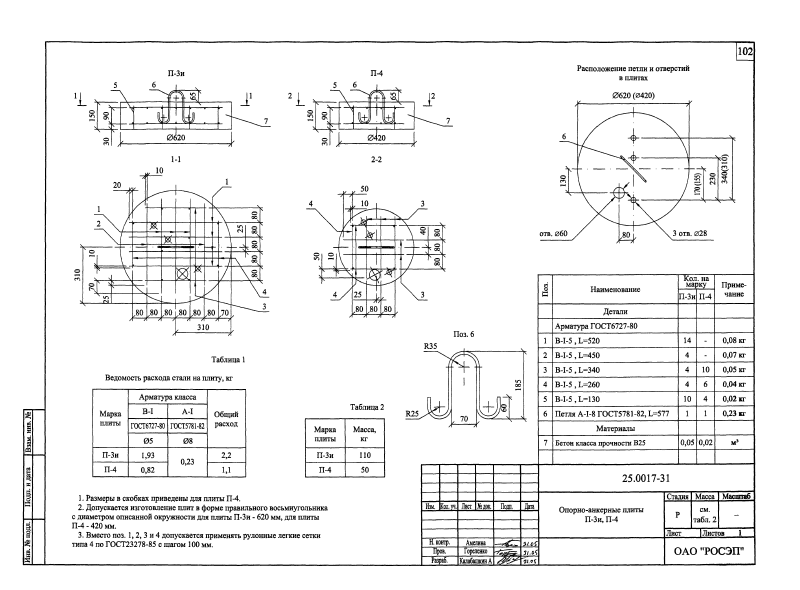 102
П-3и
5
6
65
1
1
150
90
30
7
Ø620
П-4
5
6
65
2
2
150
90
30
7
Ø420
Расположение петли и отверстий
в плитах
Ø620 (Ø420)
6
130
170(155)
230
340(310)
отв. Ø60
80
3 отв. Ø28
1-1
10
20
1
1
2
80
25
80
80
80
310
10
70
25
4
3
80 80 80 80 80 70
310
2-2
50
10
4
3
40
80
80
50
10
4
3
25
80 80 80
Поз. 6
R35
R25
70
60
185
Поз.
Наименование
Кол. на
марку
П-3и П-4
Приме-
чание
Детали
Арматура ГОСТ6727-80
1 В-I-5 , L=520 14 - 0,08 кг
2 В-I-5 , L=450 4 - 0,07 кг
3 В-I-5 , L=340 4 10 0,05 кг
4 В-I-5 , L=260 4 6 0,04 кг
5 В-I-5 , L=130 10 4 0,02 кг
6 Петля А-I-8 ГОСТ5781-82, L=577 1 1 0,23 кг
Материалы
7 Бетон класса прочности В25 0,05 0,02 м³
Таблица 1
Ведомость расхода стали на плиту, кг
Марка
плиты
Арматура класса
В-I А-I
ГОСТ6727-80 ГОСТ5781-82
Ø5 Ø8
Общий
расход
П-3и 1,93 0,23 2,2
П-4 0,82 1,1
Таблица 2
Марка
плиты
Масса,
кг
П-3и 110
П-4 50
1. Размеры в скобках приведены для плиты П-4.
2. Допускается изготовление плит в форме правильного восьмиугольника
с диаметром описанной окружности для плиты П-3и - 620 мм, для плиты
П-4 - 420 мм.
3. Вместо поз. 1, 2, 3 и 4 допускается применять рулонные легкие сетки
типа 4 по ГОСТ23278-85 с шагом 100 мм.
Взам. инв. №
Подп. и дата
Инв. № подл.
25.0017-31
Изм. Кол. уч. Лист № док. Подп. Дата
Н. контр. Амелина 31.05
Пров. Гореленко 31.05
Разраб. Калабашкин А 31.05
Опорно-анкерные плиты
П-3и, П-4
Стадия Масса Масштаб
Р
см.
табл. 2
–
Лист Листов 1
ОАО "РОСЭП"